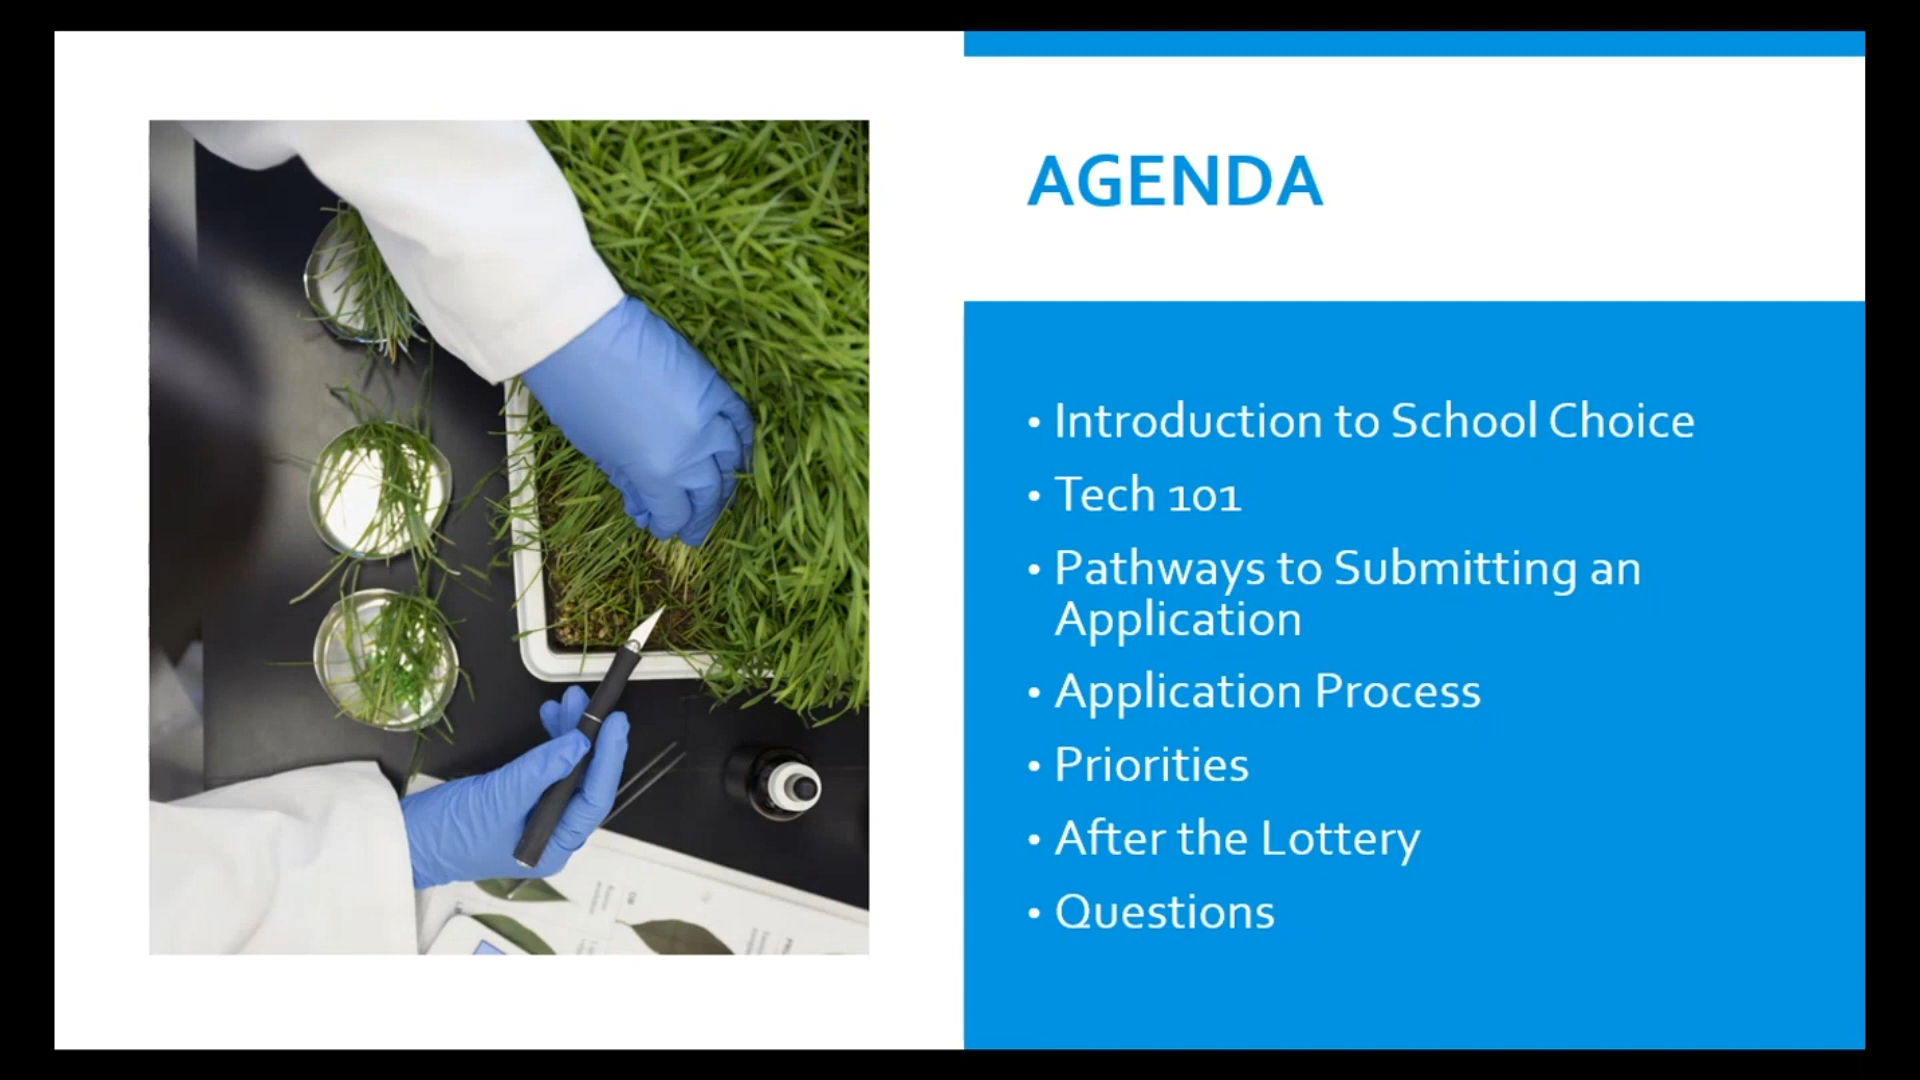 AGENDA
• Introduction to School Choice
• Tech 101
• Pathways to Submitting an
Application
• Application Process
• Priorities
• After the Lottery
• Questions